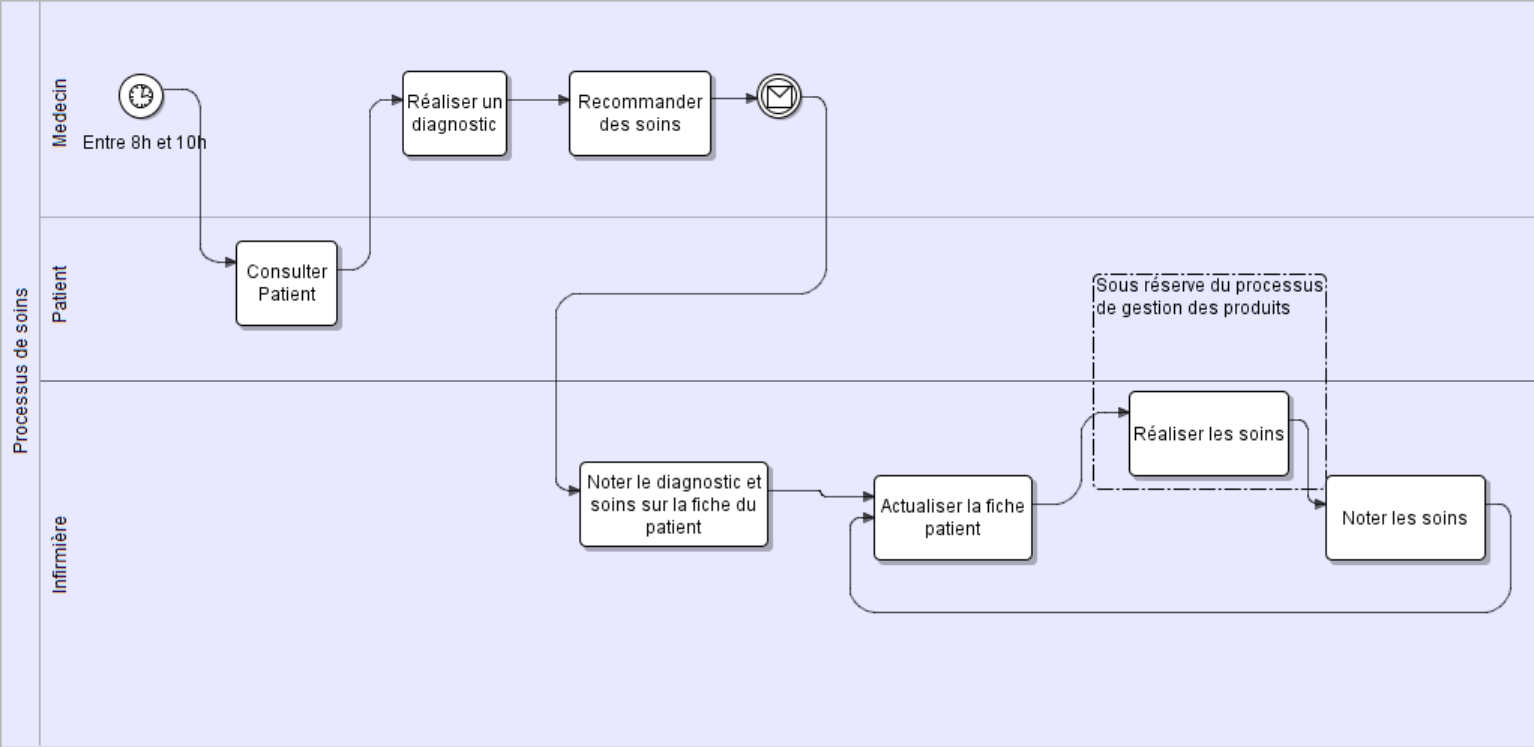 Processus de soins
Medecin
Entre 8h et 10h
Réaliser un
diagnostic
Recommander
des soins
Patient
Consulter
Patient
Sous réserve du processus
de gestion des produits
Infirmière
Noter le diagnostic et
soins sur la fiche du
patient
Actualiser la fiche
patient
Réaliser les soins
Noter les soins